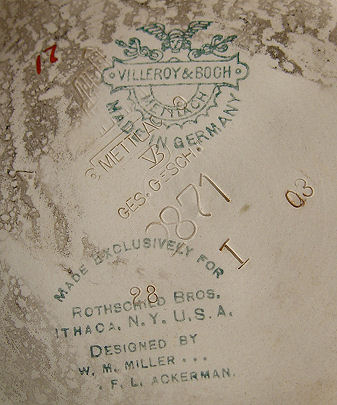 17
VILLEROY & BOCH
METTLACH
MADE IN GERMANY
METTLACH
VB
GES. GESCH.
2871
03
I
MADE EXCLUSIVELY FOR
28
ROTHSCHILD BROS.
ITHACA. N.Y. U.S.A.
DESIGNED BY
W. M. MILLER . . .
. F. L. ACKERMAN.